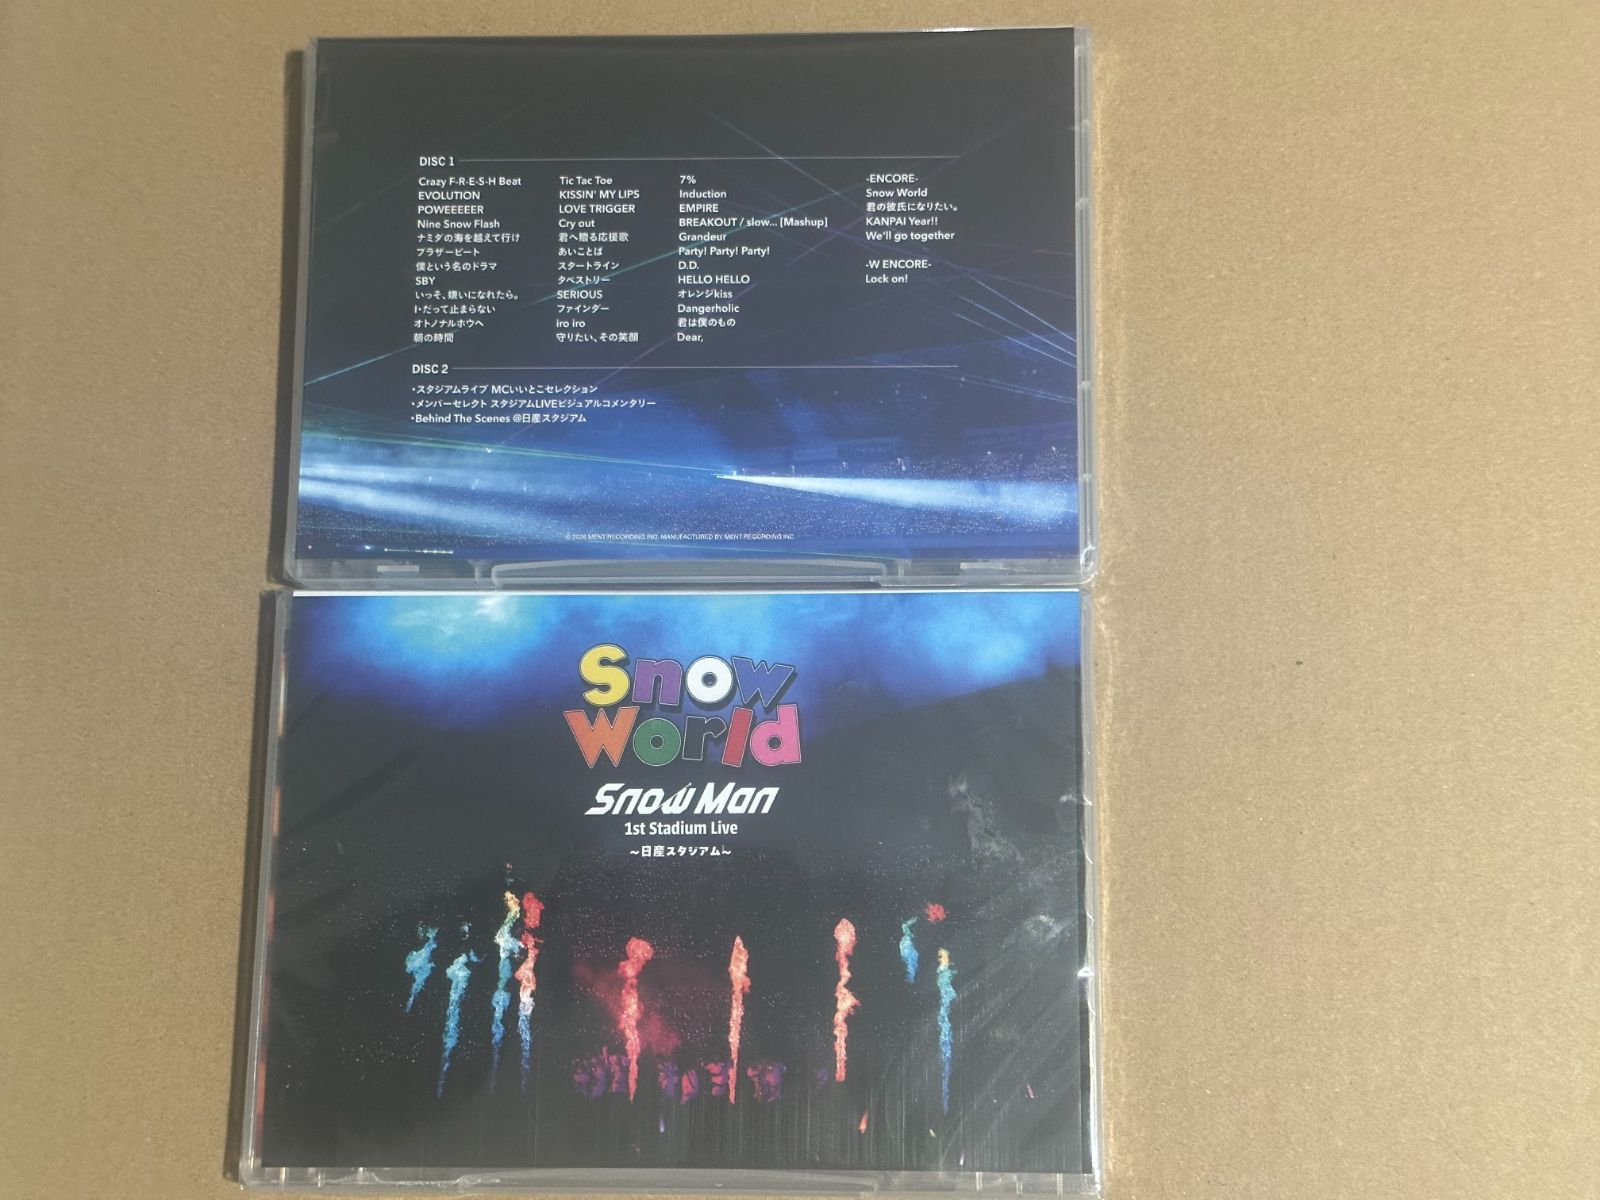 DISC 1
Crazy F-R-E-S-H Beat
EVOLUTION
POWEEEEER
Nine Snow Flash
ナミダの海を越えて行け
ブラザービート
僕という名のドラマ
SBY
いっそ、嫌いになれたら。
I・だって止まらない
オトノナルホウヘ
朝の時間
Tic Tac Toe
KISSIN' MY LIPS
LOVE TRIGGER
Cry out
君へ贈る応援歌
あいことば
スタートライン
タペストリー
SERIOUS
ファインダー
iro iro
守りたい、その笑顔
7%
Induction
EMPIRE
BREAKOUT / slow... [Mashup]
Grandeur
Party! Party! Party!
D.D.
HELLO HELLO
オレンジkiss
Dangerholic
君は僕のもの
Dear,
-ENCORE-
Snow World
君の彼氏になりたい。
KANPAI Year!!
We'll go together
-W ENCORE-
Lock on!
DISC 2
・スタジアムライブ MCいいとこセレクション
・メンバーセレクト スタジアムLIVEビジュアルコメンタリー
・Behind The Scenes @日産スタジアム
© 2026 MENT RECORDING INC. MANUFACTURED BY MENT RECORDING INC.
Snow
World
Snow Man
1st Stadium Live
～日産スタジアム～